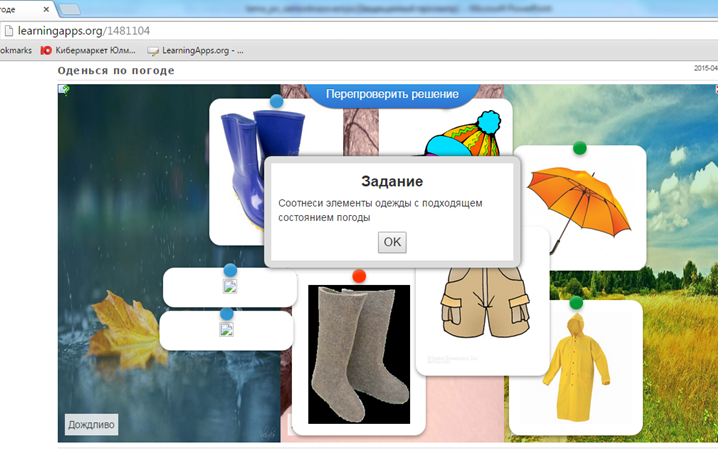 годе
learningapps.org/1481104
okmarks
Кибермаркет Юлм...
LearningApps.org - ...
Оденься по погоде
2015-04
Перепроверить решение
Задание
Соотнеси элементы одежды с подходящем
состоянием погоды
OK
Дождливо